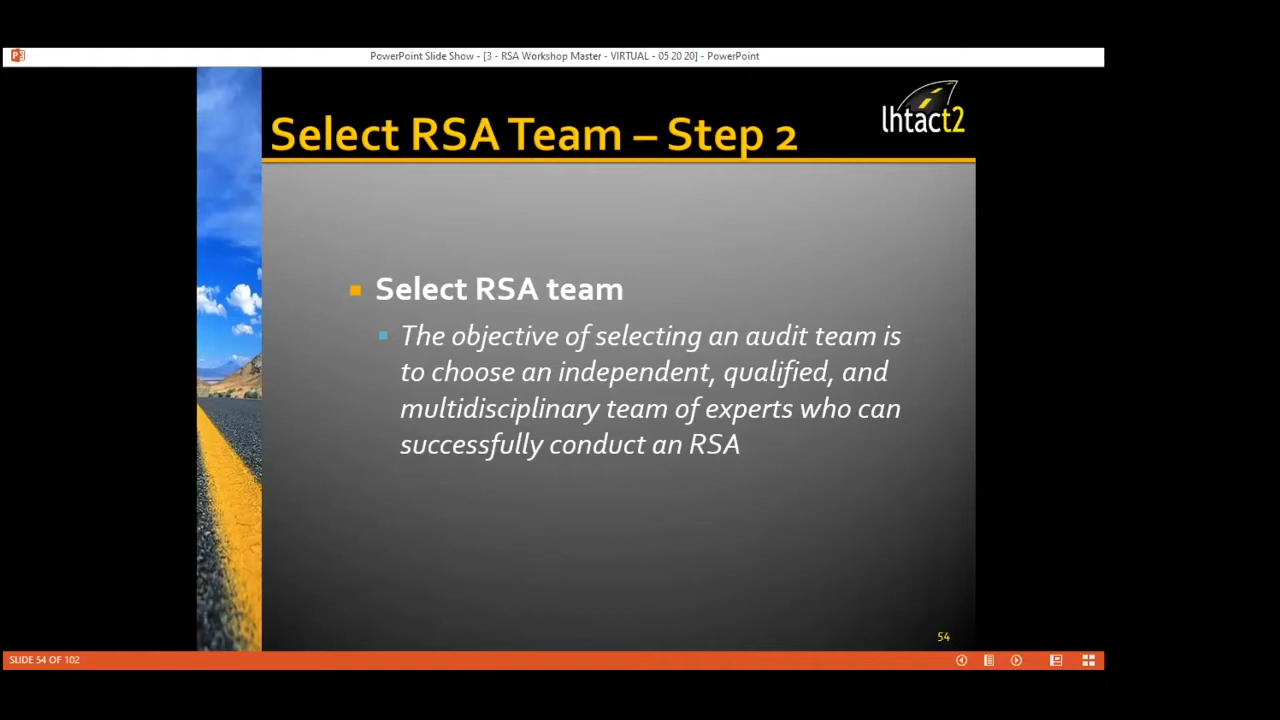 PowerPoint Slide Show - [3 - RSA Workshop Master - VIRTUAL - 05 20 20] - PowerPoint
lhtact2
Select RSA Team – Step 2
Select RSA team
The objective of selecting an audit team is
to choose an independent, qualified, and
multidisciplinary team of experts who can
successfully conduct an RSA
54
SLIDE 54 OF 102